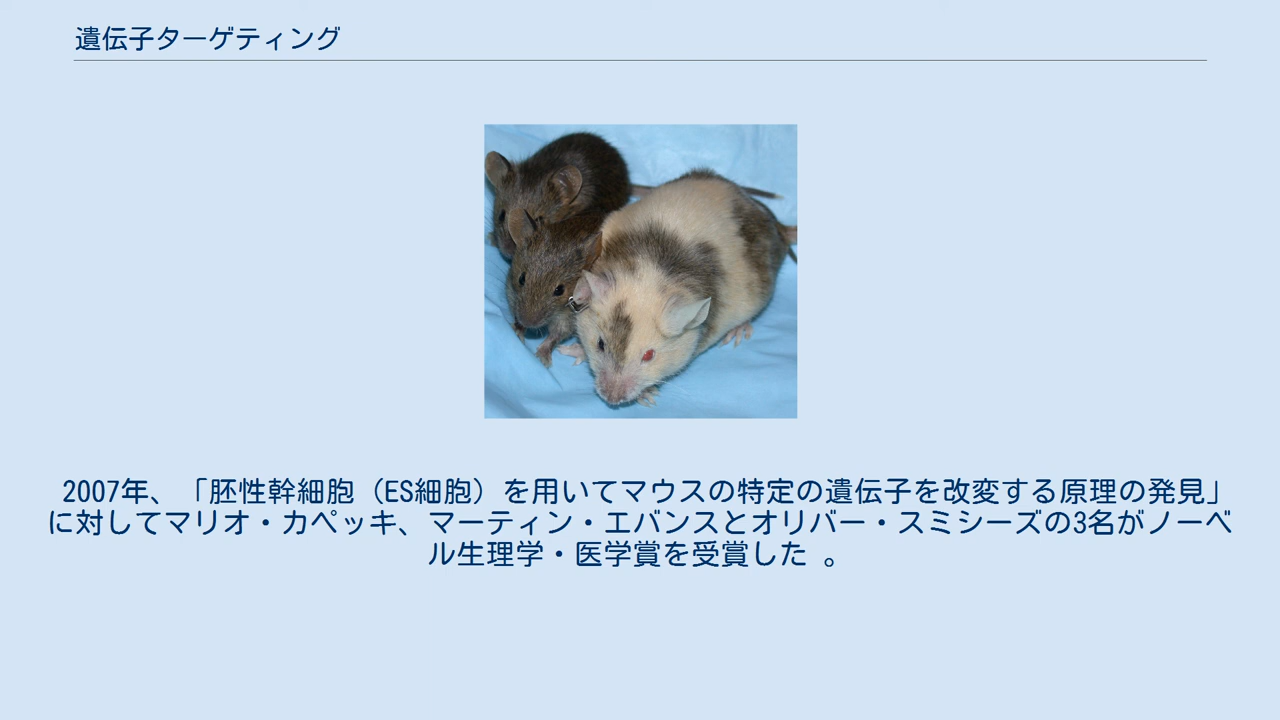 遺伝子ターゲティング
2007年、「胚性幹細胞（ES細胞）を用いてマウスの特定の遺伝子を改変する原理の発見」
に対してマリオ・カペッキ、マーティン・エバンスとオリバー・スミシーズの3名がノーベ
ル生理学・医学賞を受賞した 。